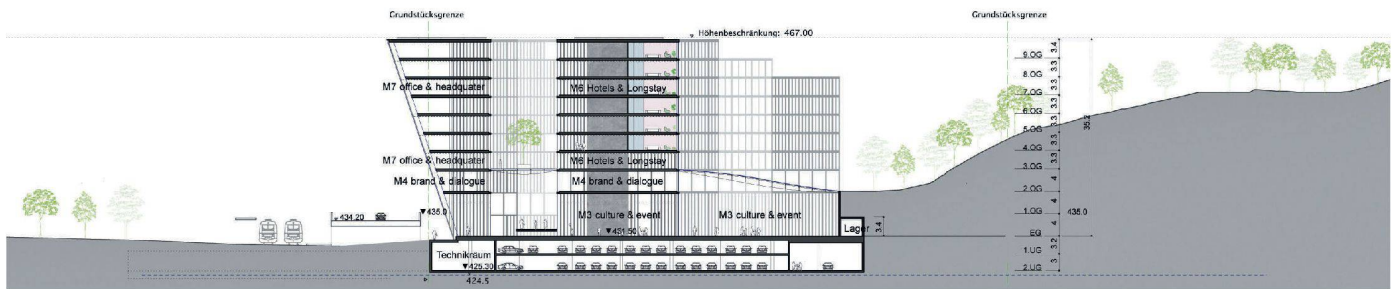 Grundstücksgrenze
Grundstücksgrenze
Höhenbeschränkung: 467.00
M7 office & headquater
M6 Hotels & Longstay
M7 office & headquater
M6 Hotels & Longstay
M4 brand & dialogue
M4 brand & dialogue
M3 culture & event
M3 culture & event
434.20
435.0
431.50
Lager
3.4
Technikraum
425.30
424.5
9.OG
8.OG
7.OG
6.OG
5.OG
4.OG
3.OG
2.OG
1.OG
EG
1.UG
2.UG
3.4
3.3
3.3
3.3
3.3
3.3
3.3
4
4
4
3.2
3
35.2
435.0